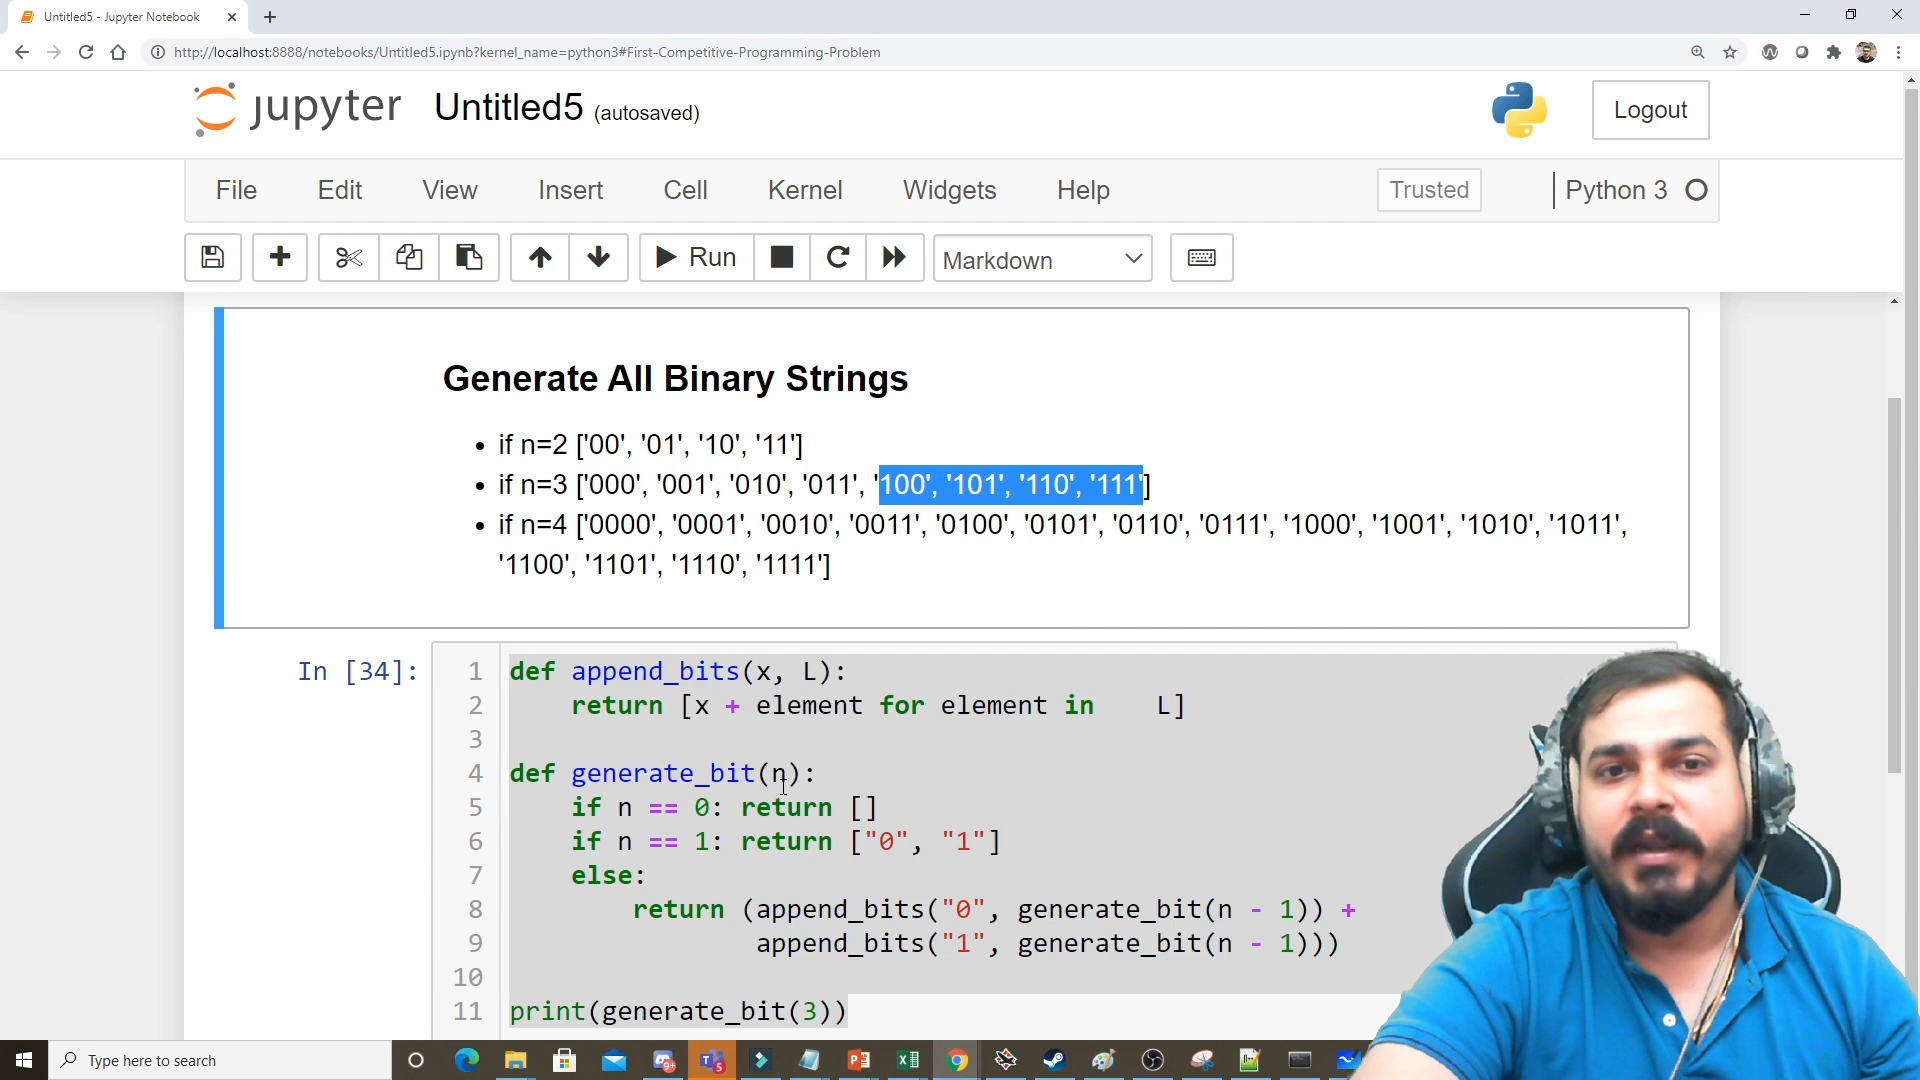 Untitled5 - Jupyter Notebook
http://localhost:8888/notebooks/Untitled5.ipynb?kernel_name=python3#First-Competitive-Programming-Problem
jupyter Untitled5 (autosaved)
Logout
File Edit View Insert Cell Kernel Widgets Help Trusted Python 3
Run Markdown
Generate All Binary Strings
• if n=2 ['00', '01', '10', '11']
• if n=3 ['000', '001', '010', '011', '100', '101', '110', '111']
• if n=4 ['0000', '0001', '0010', '0011', '0100', '0101', '0110', '0111', '1000', '1001', '1010', '1011',
'1100', '1101', '1110', '1111']
In [34]:
1 def append_bits(x, L):
2     return [x + element for element in    L]
3
4 def generate_bit(n):
5     if n == 0: return []
6     if n == 1: return ["0", "1"]
7     else:
8         return (append_bits("0", generate_bit(n - 1)) +
9                 append_bits("1", generate_bit(n - 1)))
10
11 print(generate_bit(3))
Type here to search